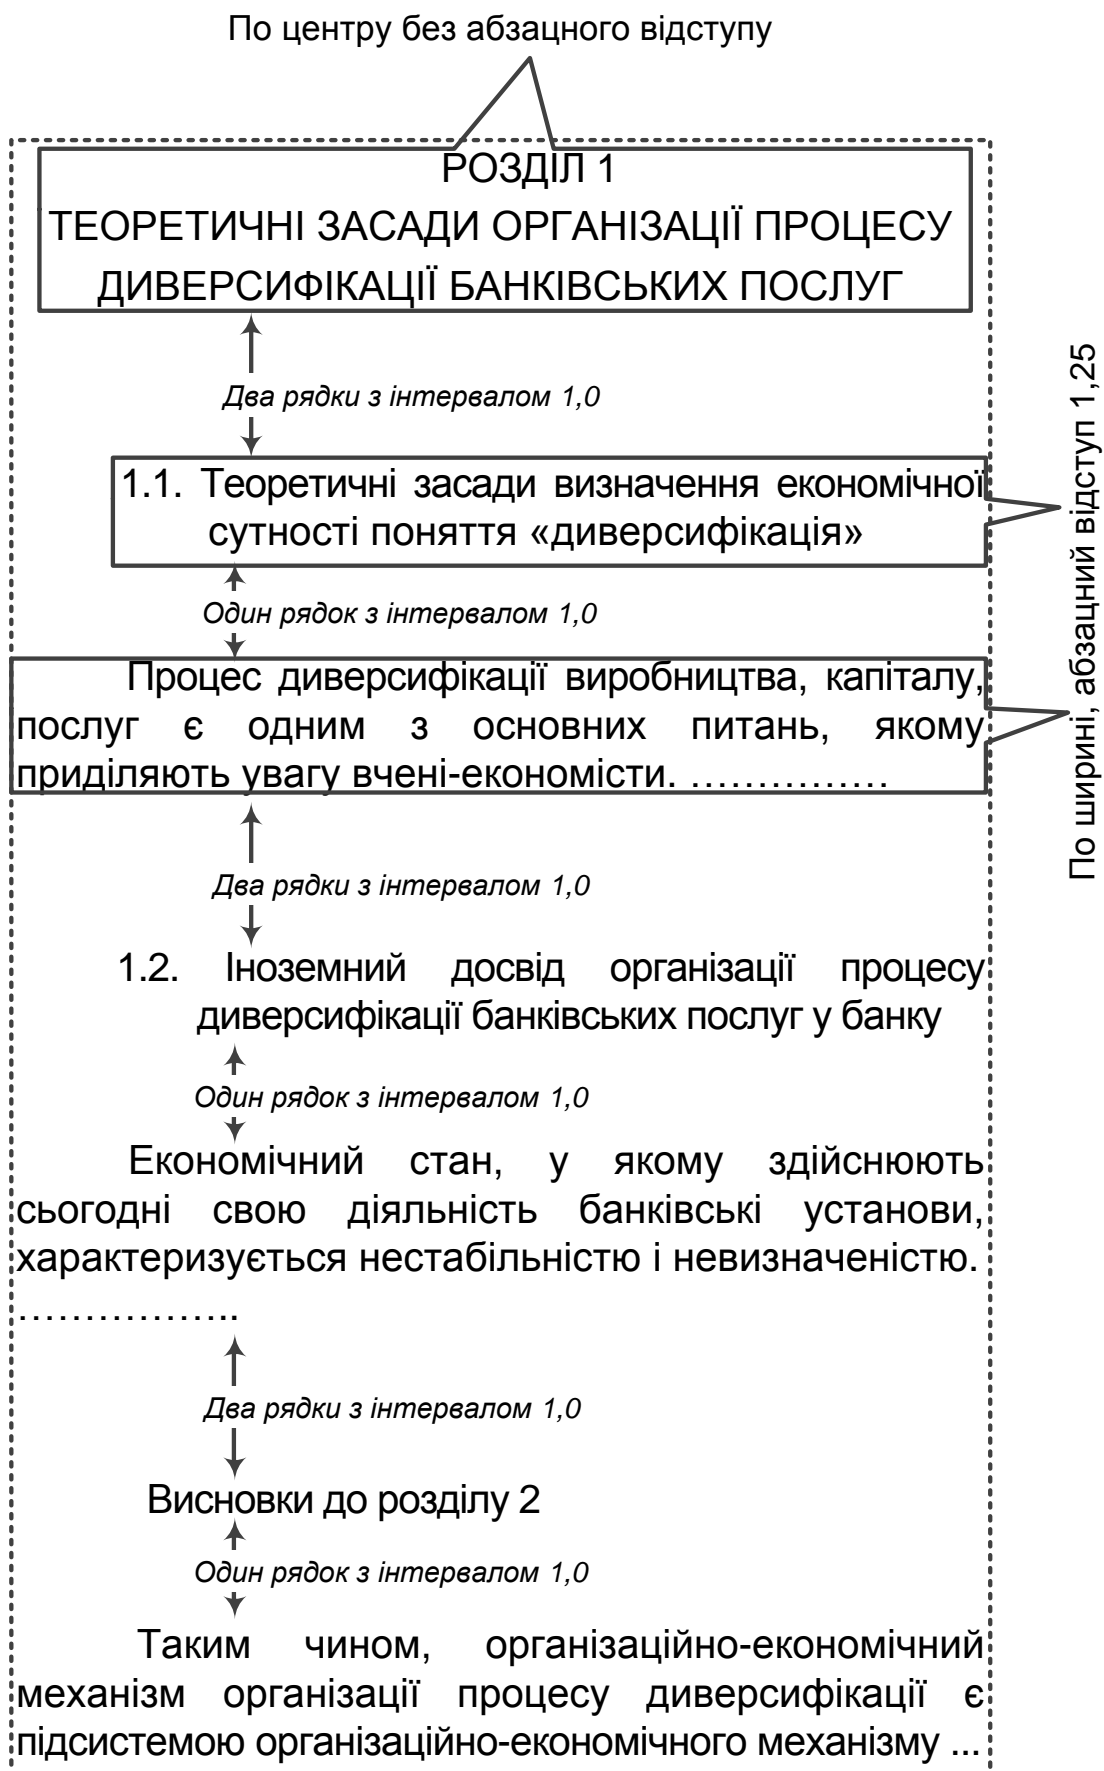 По центру без абзацного відступу
РОЗДІЛ 1
ТЕОРЕТИЧНІ ЗАСАДИ ОРГАНІЗАЦІЇ ПРОЦЕСУ
ДИВЕРСИФІКАЦІЇ БАНКІВСЬКИХ ПОСЛУГ
Два рядки з інтервалом 1,0
1.1. Теоретичні засади визначення економічної
сутності поняття «диверсифікація»
Один рядок з інтервалом 1,0
Процес диверсифікації виробництва, капіталу,
послуг є одним з основних питань, якому
приділяють увагу вчені-економісти. ……………
По ширині, абзацний відступ 1,25
Два рядки з інтервалом 1,0
1.2. Іноземний досвід організації процесу
диверсифікації банківських послуг у банку
Один рядок з інтервалом 1,0
Економічний стан, у якому здійснюють
сьогодні свою діяльність банківські установи,
характеризується нестабільністю і невизначеністю.
……………..
Два рядки з інтервалом 1,0
Висновки до розділу 2
Один рядок з інтервалом 1,0
Таким чином, організаційно-економічний
механізм організації процесу диверсифікації є
підсистемою організаційно-економічного механізму ...